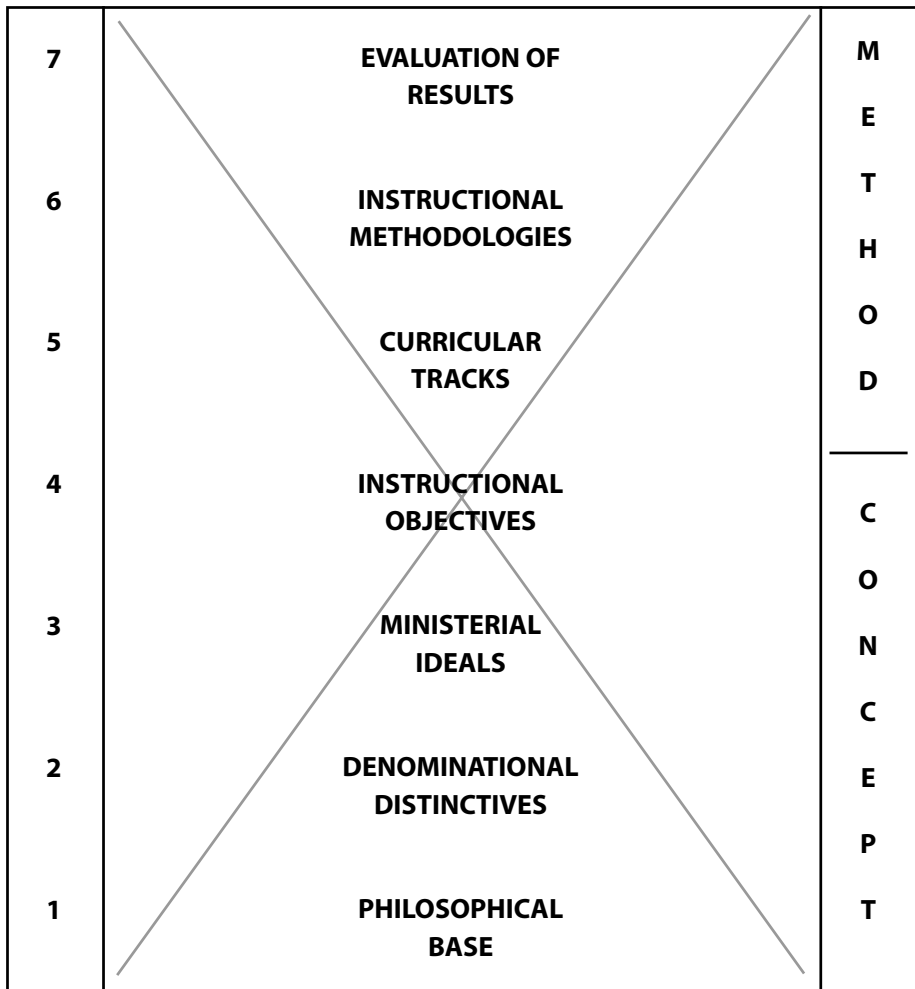 7
EVALUATION OF
RESULTS
6
INSTRUCTIONAL
METHODOLOGIES
5
CURRICULAR
TRACKS
4
INSTRUCTIONAL
OBJECTIVES
3
MINISTERIAL
IDEALS
2
DENOMINATIONAL
DISTINCTIVES
1
PHILOSOPHICAL
BASE
M
E
T
H
O
D
C
O
N
C
E
P
T